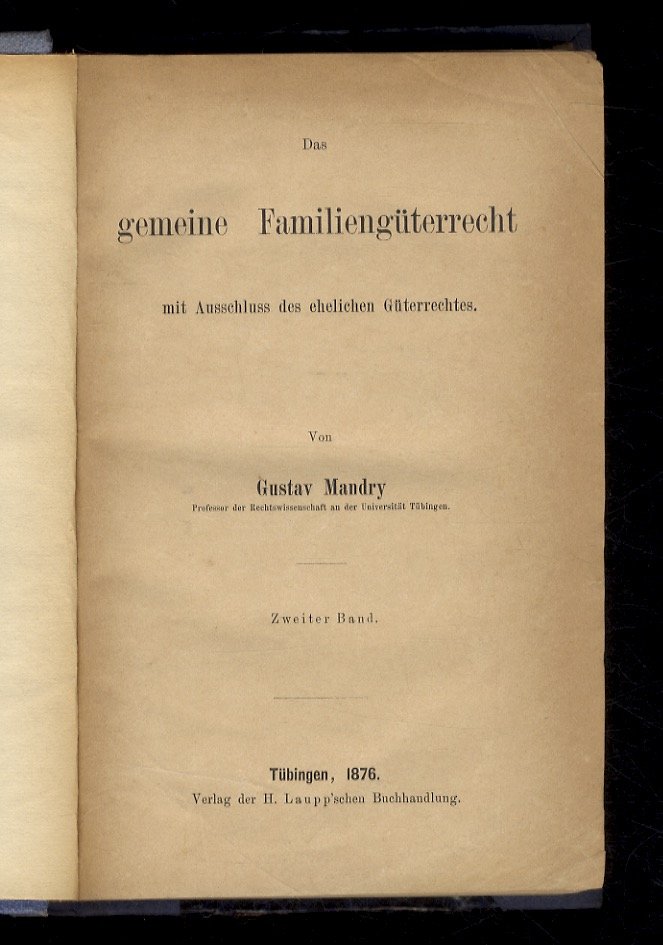 Das
gemeine Familiengüterrecht
mit Ausschluss des ehelichen Güterrechtes.
Von
Gustav Mandry
Professor der Rechtswissenschaft an der Universität Tübingen.
Zweiter Band.
Tübingen, 1876.
Verlag der H. Laupp'schen Buchhandlung.